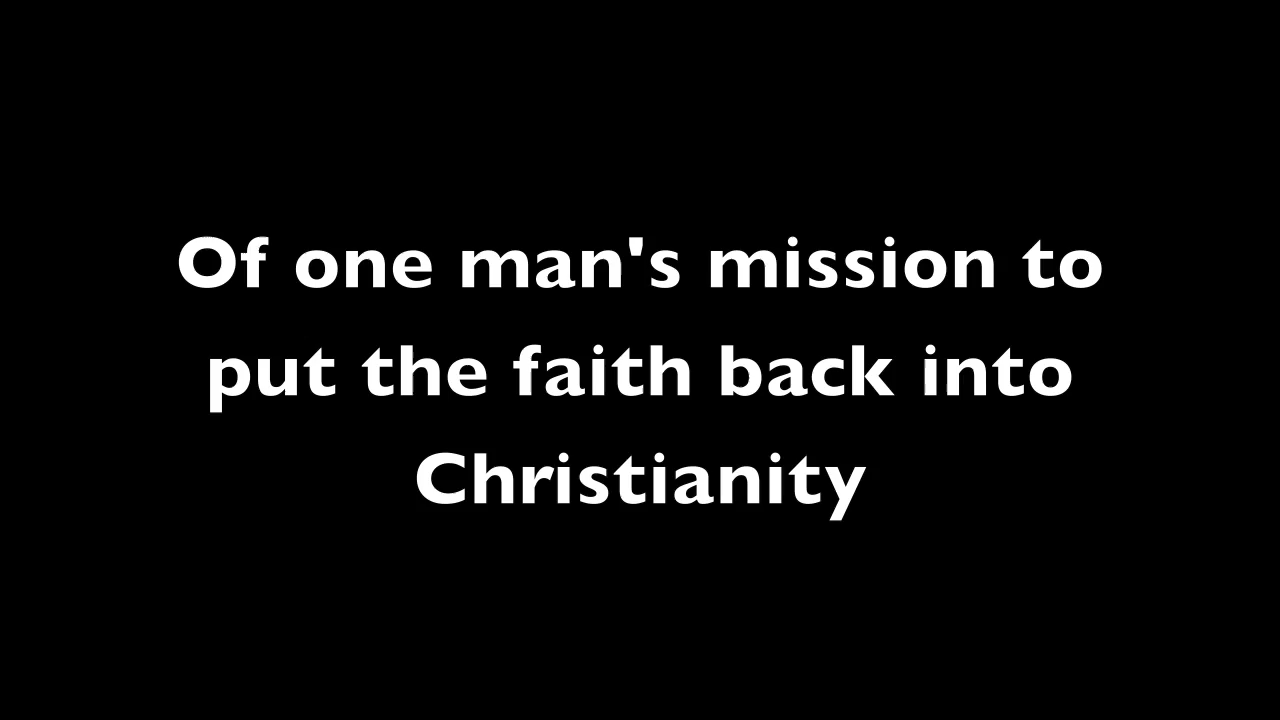 Of one man's mission to
put the faith back into
Christianity